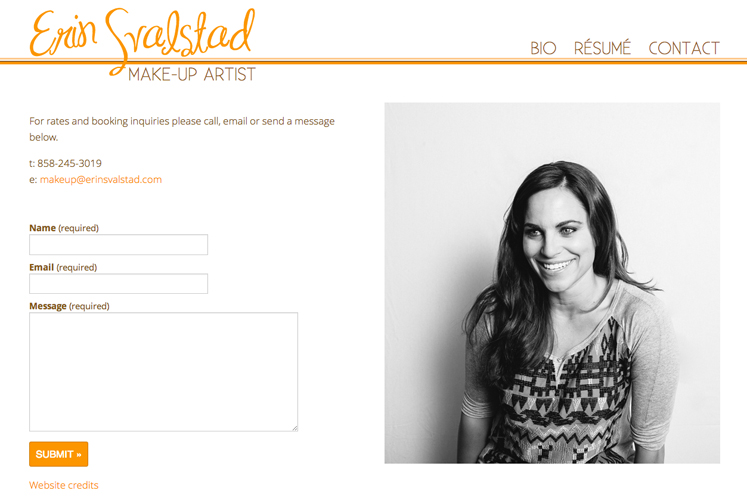 Erin Svalstad
MAKE-UP ARTIST
BIO RÉSUMÉ CONTACT
For rates and booking inquiries please call, email or send a message
below.
t: 858-245-3019
e: makeup@erinsvalstad.com
Name (required)
Email (required)
Message (required)
SUBMIT »
Website credits